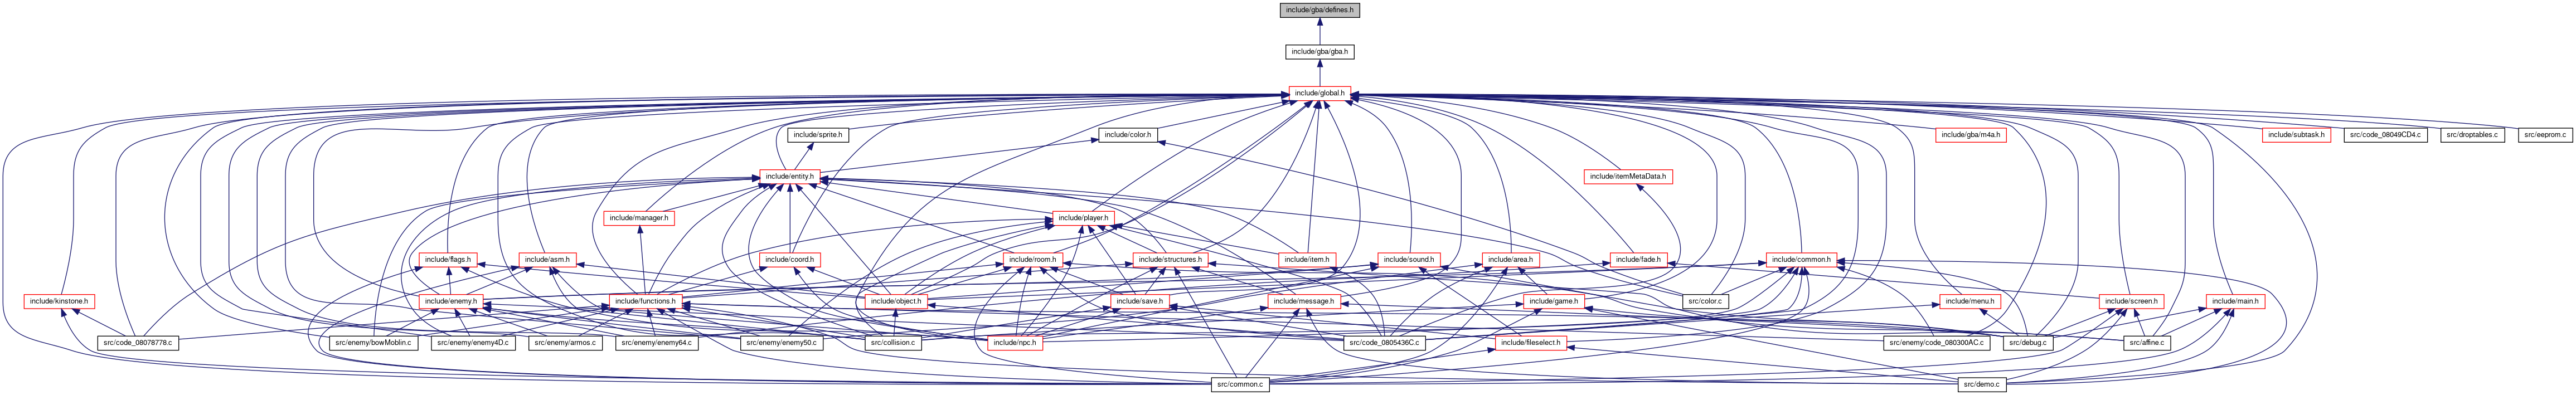 include/gba/defines.h
include/gba/gba.h
include/global.h
include/sprite.h
include/color.h
include/gba/m4a.h
include/subtask.h
src/code_08049CD4.c
src/droptables.c
src/eeprom.c
include/entity.h
include/itemMetaData.h
include/manager.h
include/player.h
include/flags.h
include/asm.h
include/coord.h
include/room.h
include/structures.h
include/item.h
include/sound.h
include/area.h
include/fade.h
include/common.h
include/kinstone.h
include/enemy.h
include/functions.h
include/object.h
include/save.h
include/message.h
include/game.h
src/color.c
include/menu.h
include/screen.h
include/main.h
src/code_08078778.c
src/enemy/bowMoblin.c
src/enemy/enemy4D.c
src/enemy/armos.c
src/enemy/enemy64.c
src/enemy/enemy50.c
src/collision.c
include/npc.h
src/code_0805436C.c
include/fileselect.h
src/enemy/code_080300AC.c
src/debug.c
src/affine.c
src/common.c
src/demo.c